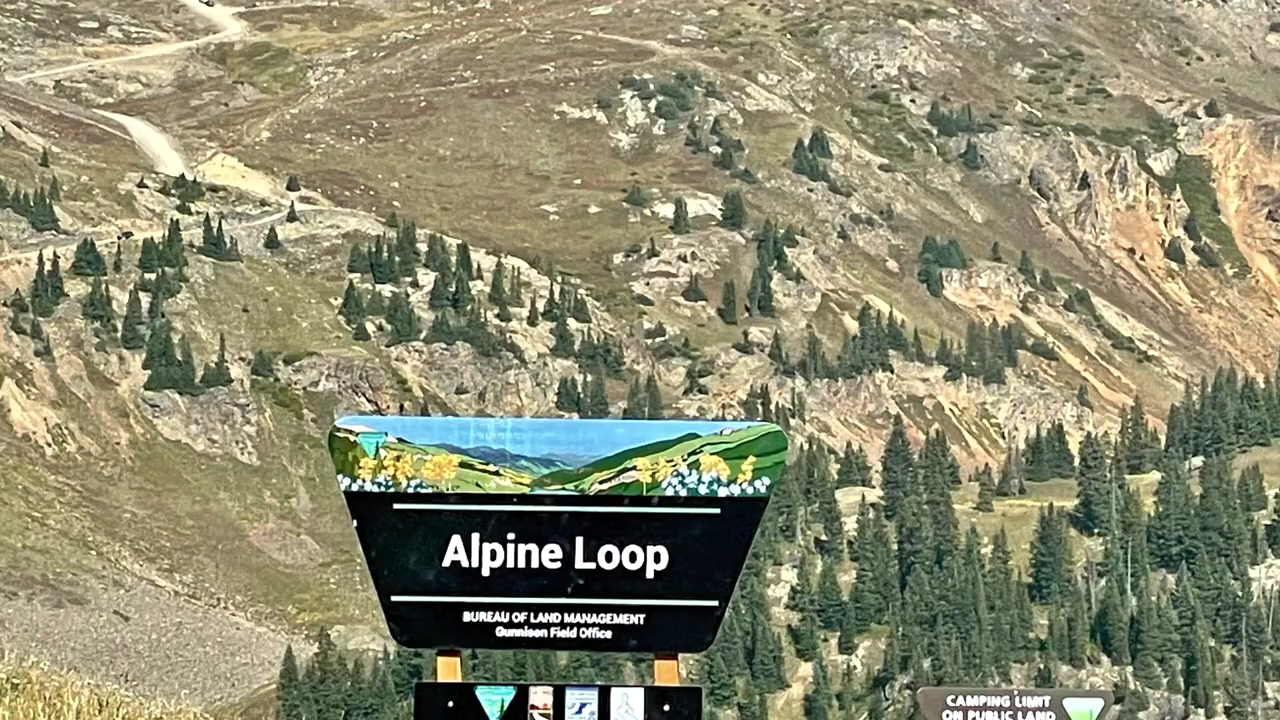 Alpine Loop
BUREAU OF LAND MANAGEMENT
Gunnison Field Office
CAMPING LIMIT
ON PUBLIC LAND